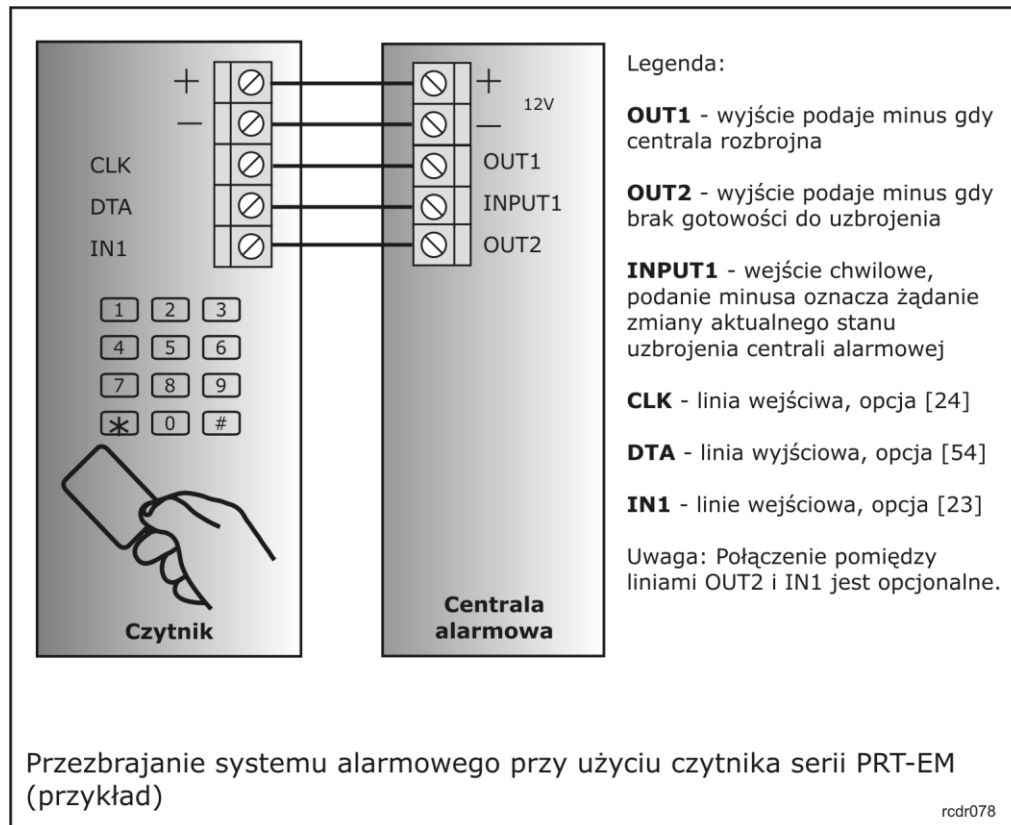 +
−
CLK
DTA
IN1
1 2 3
4 5 6
7 8 9
* 0 #
Czytnik
+
12V
−
OUT1
INPUT1
OUT2
Centrala
alarmowa
Legenda:
OUT1 - wyjście podaje minus gdy
centrala rozbrojna
OUT2 - wyjście podaje minus gdy
brak gotowości do uzbrojenia
INPUT1 - wejście chwilowe,
podanie minusa oznacza żądanie
zmiany aktualnego stanu
uzbrojenia centrali alarmowej
CLK - linia wejściwa, opcja [24]
DTA - linia wyjściowa, opcja [54]
IN1 - linie wejściowa, opcja [23]
Uwaga: Połączenie pomiędzy
liniami OUT2 i IN1 jest opcjonalne.
Przezbrajanie systemu alarmowego przy użyciu czytnika serii PRT-EM
(przykład)
rcdr078